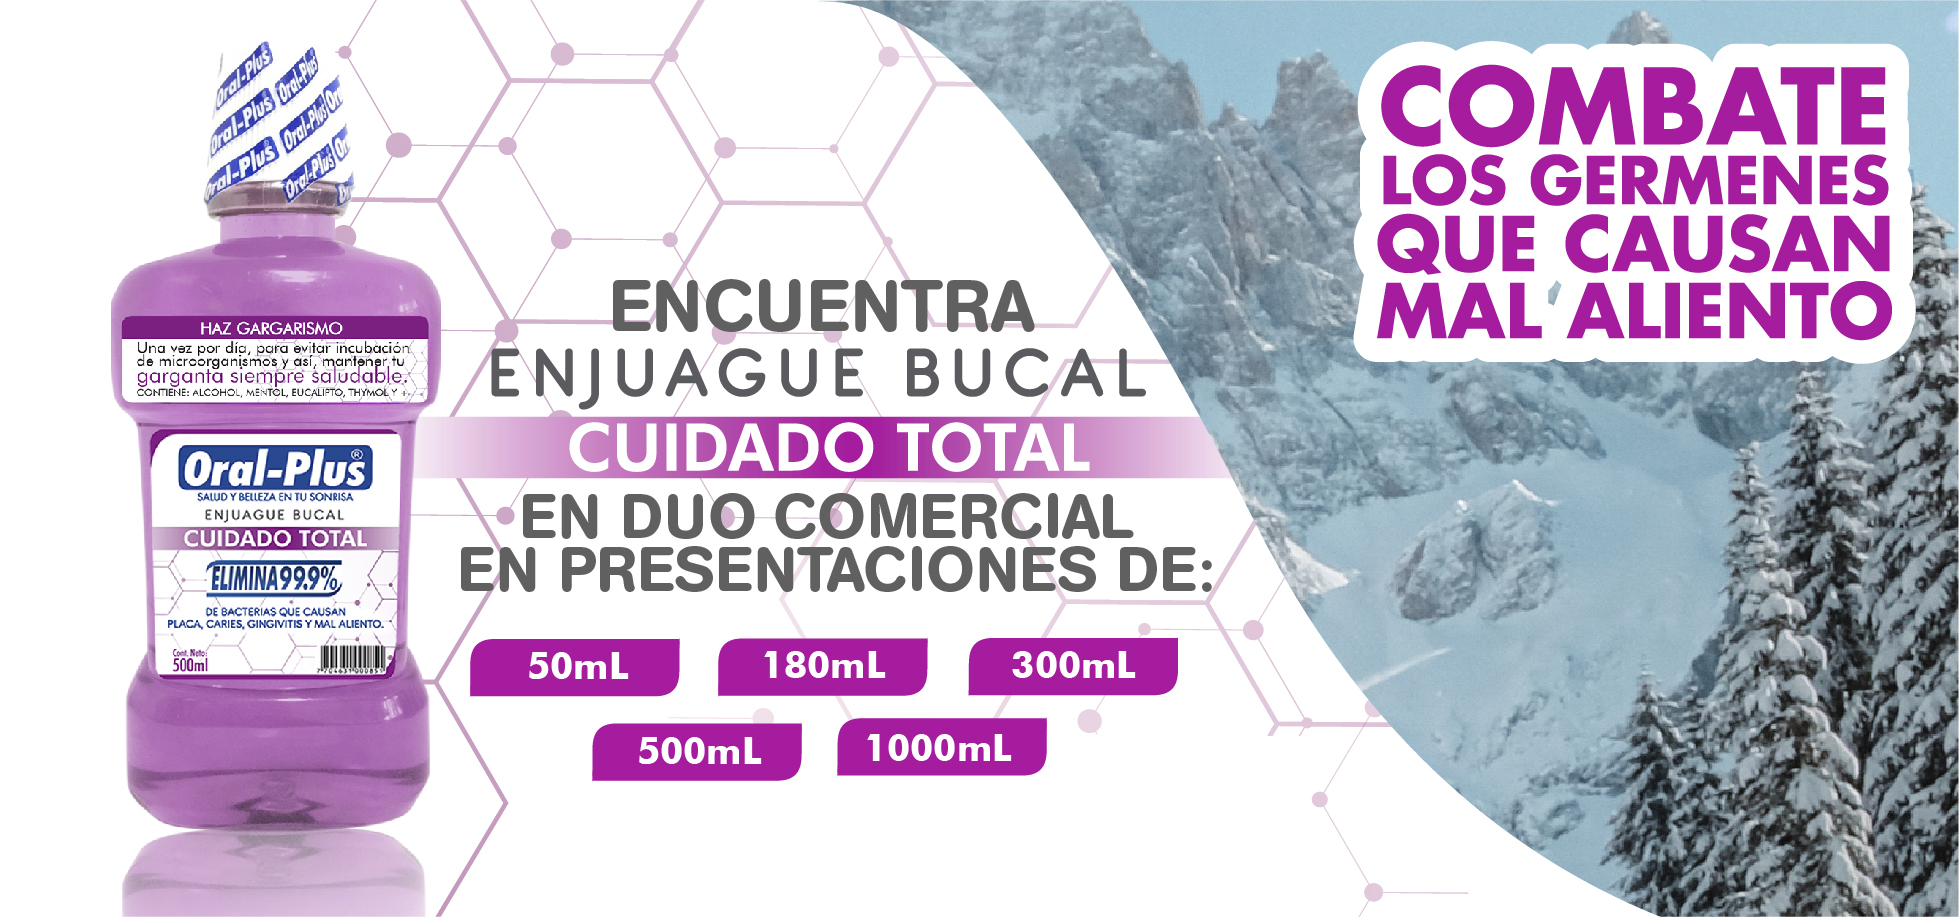 Oral-Plus
Oral-Plus
Oral-Plus
Oral-Plus
Oral-Plus
Oral-Plus
HAZ GARGARISMO
Una vez por día, para evitar incubación
de microorganismos y así, mantener tu
garganta siempre saludable.
CONTIENE: ALCOHOL, MENTOL, EUCALIPTO, THYMOL Y
Oral-Plus®
SALUD Y BELLEZA EN TU SONRISA
ENJUAGUE BUCAL
CUIDADO TOTAL
ELIMINA 99.9%
DE BACTERIAS QUE CAUSAN
PLACA, CARIES, GINGIVITIS Y MAL ALIENTO.
Cont. Neto:
500ml
ENCUENTRA
ENJUAGUE BUCAL
CUIDADO TOTAL
EN DUO COMERCIAL
EN PRESENTACIONES DE:
50mL
180mL
300mL
500mL
1000mL
COMBATE
LOS GERMENES
QUE CAUSAN
MAL ALIENTO